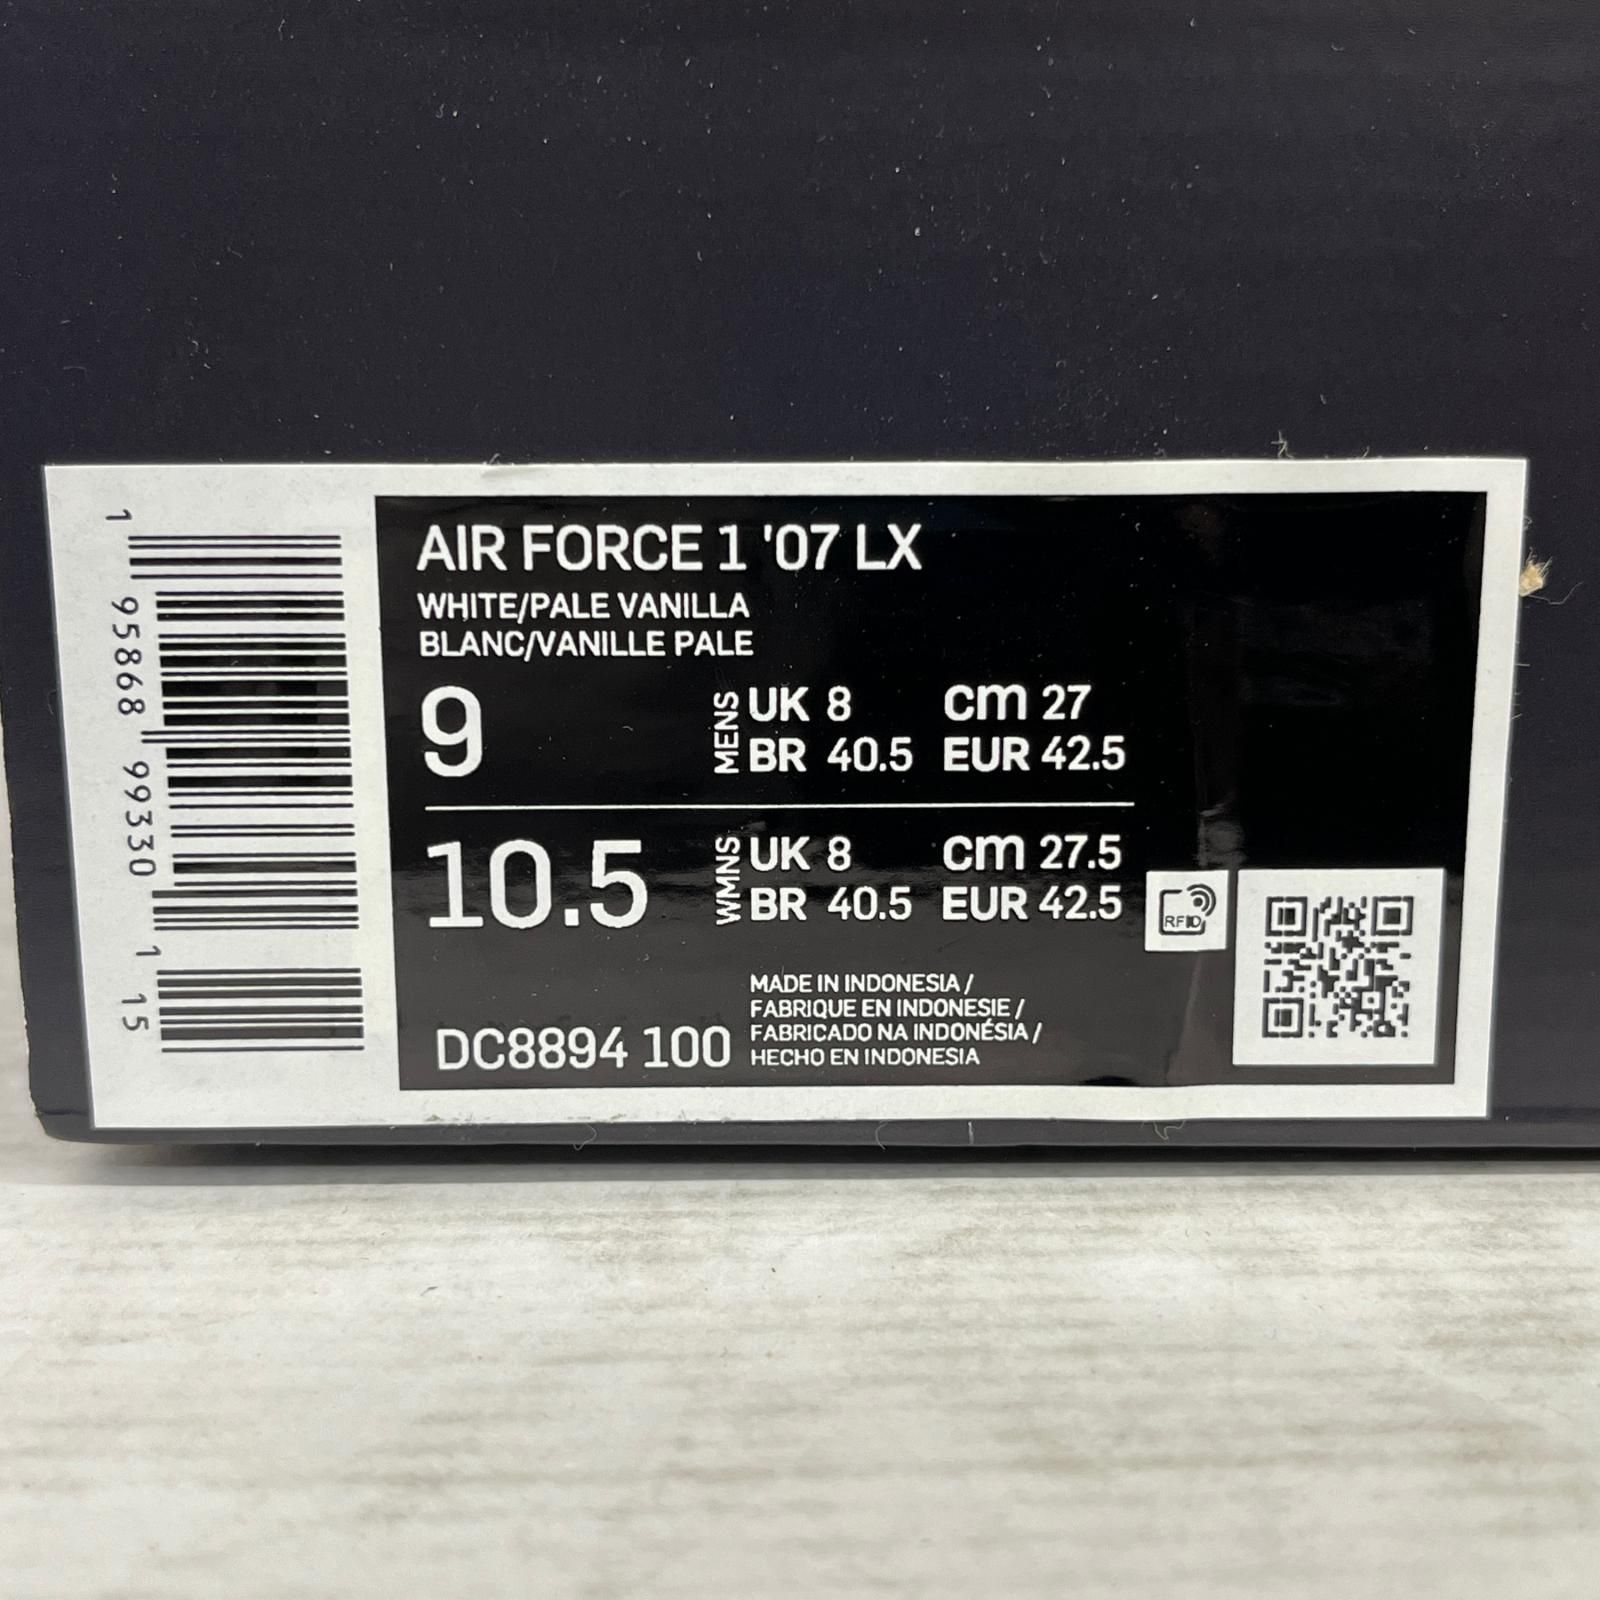 AIR FORCE 1 '07 LX
WHITE/PALE VANILLA
BLANC/VANILLE PALE
9
MENS
UK 8 cm 27
BR 40.5 EUR 42.5
10.5
WMNS
UK 8 cm 27.5
BR 40.5 EUR 42.5
RFID
DC8894 100
MADE IN INDONESIA /
FABRIQUE EN INDONESIE /
FABRICADO NA INDONÉSIA /
HECHO EN INDONESIA
1 95868 99330 1 15